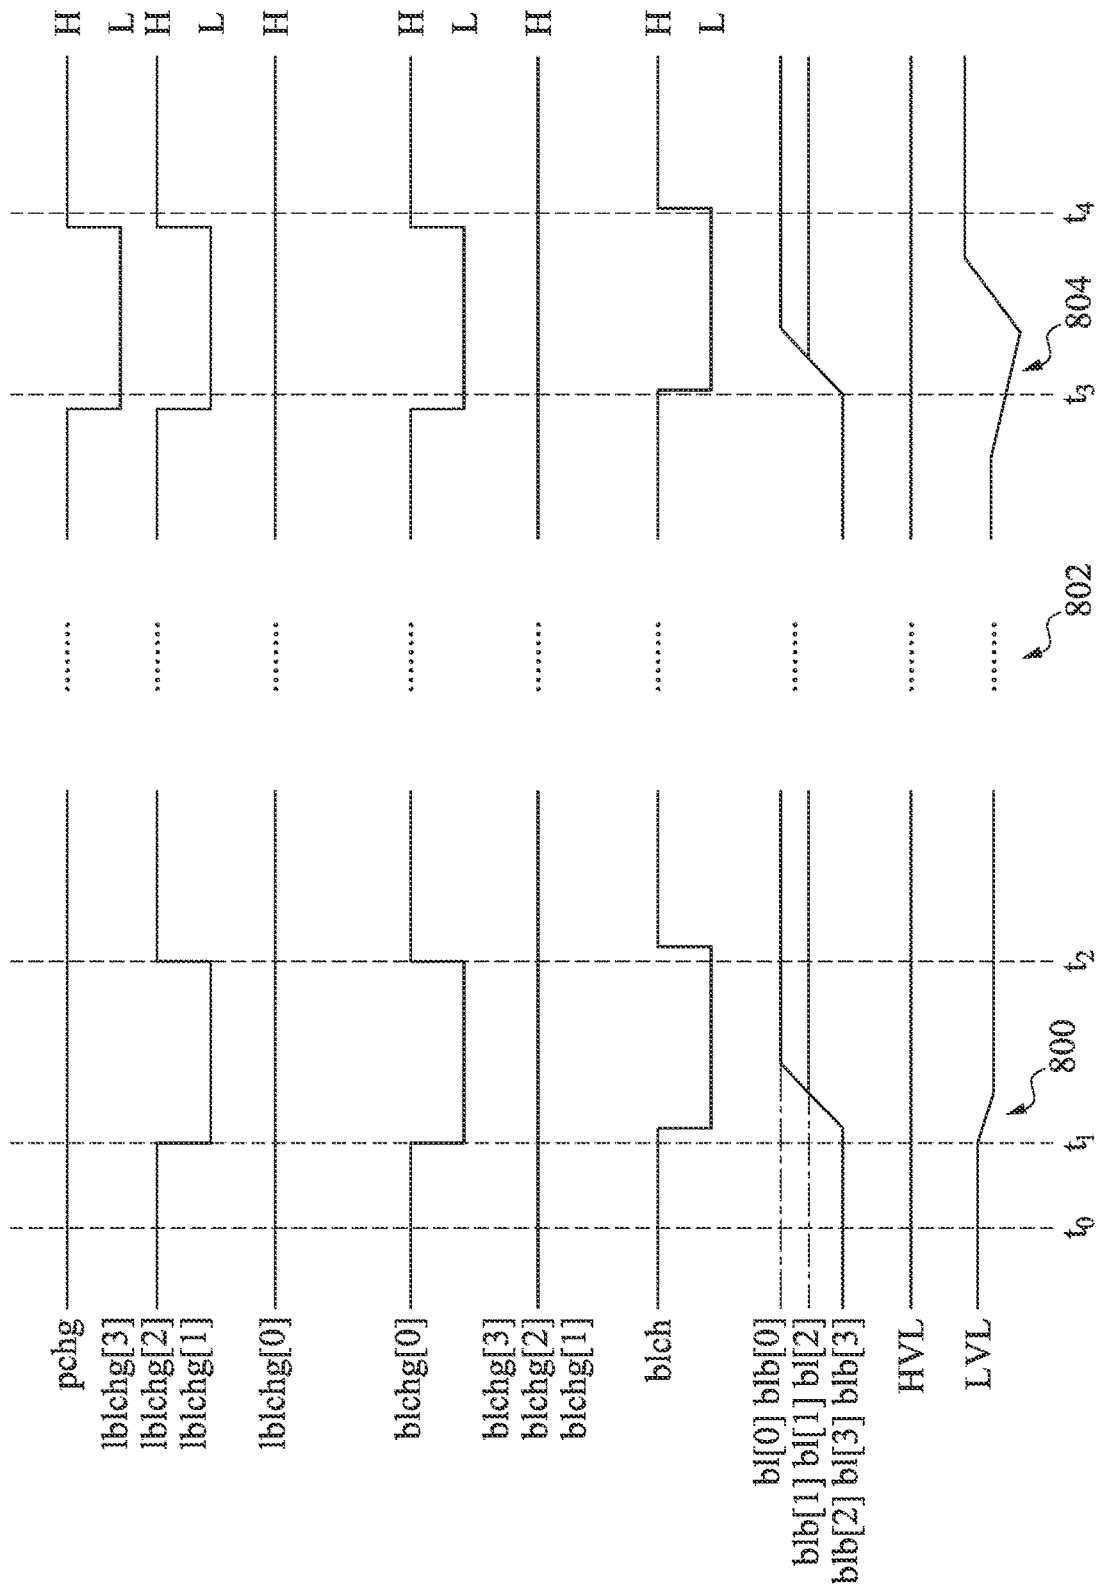 pchg
H
L
lblchg[3]
lblchg[2]
lblchg[1]
H
L
lblchg[0]
H
blchg[0]
H
L
blchg[3]
blchg[2]
blchg[1]
H
blch
H
L
bl[0] blb[0]
blb[1] bl[1] bl[2]
blb[2] bl[3] blb[3]
HVL
LVL
800
802
804
t0 t1 t2 t3 t4